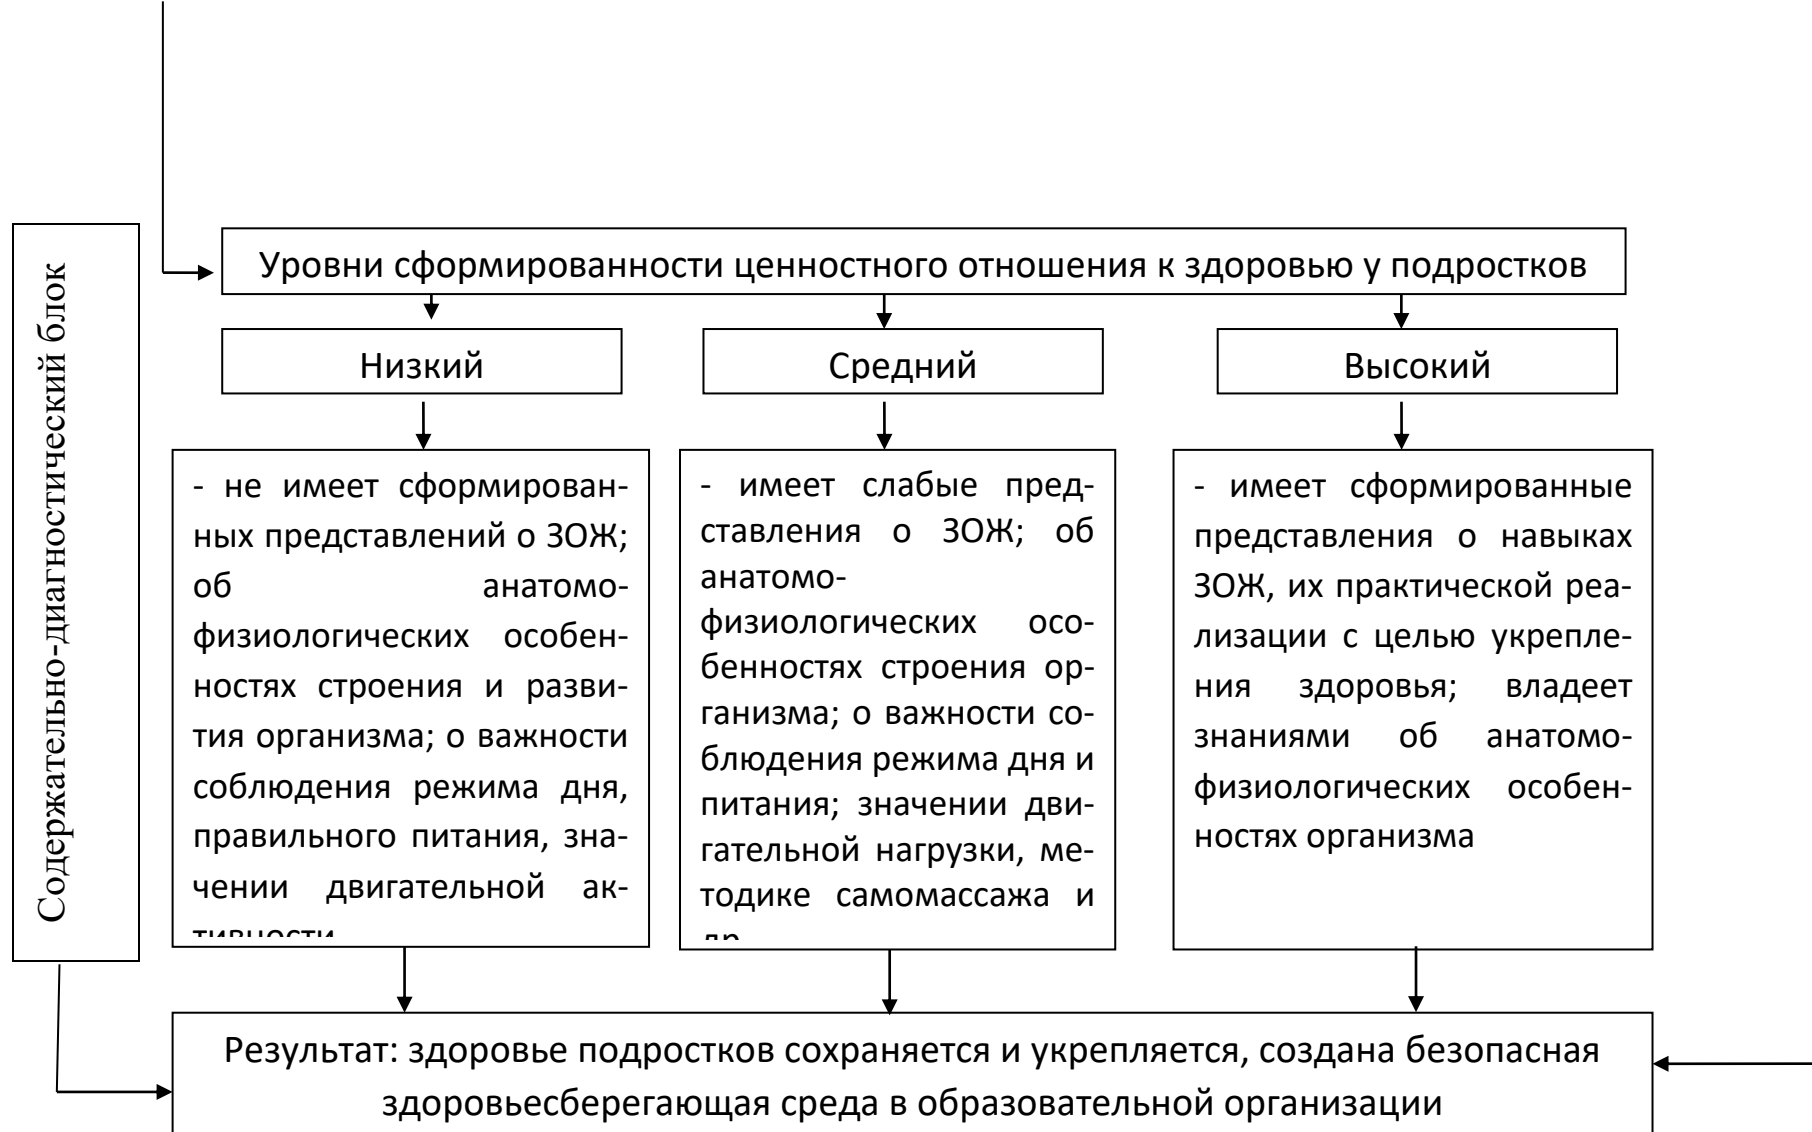 Содержательно-диагностический блок
Уровни сформированности ценностного отношения к здоровью у подростков
Низкий
Средний
Высокий
- не имеет сформирован-
ных представлений о ЗОЖ;
об анатомо-
физиологических особен-
ностях строения и разви-
тия организма; о важности
соблюдения режима дня,
правильного питания, зна-
чении двигательной ак-
тивности
- имеет слабые пред-
ставления о ЗОЖ; об
анатомо-
физиологических осо-
бенностях строения ор-
ганизма; о важности со-
блюдения режима дня и
питания; значении дви-
гательной нагрузки, ме-
тодике самомассажа и
др
- имеет сформированные
представления о навыках
ЗОЖ, их практической реа-
лизации с целью укрепле-
ния здоровья; владеет
знаниями об анатомо-
физиологических особен-
ностях организма
Результат: здоровье подростков сохраняется и укрепляется, создана безопасная
здоровьесберегающая среда в образовательной организации